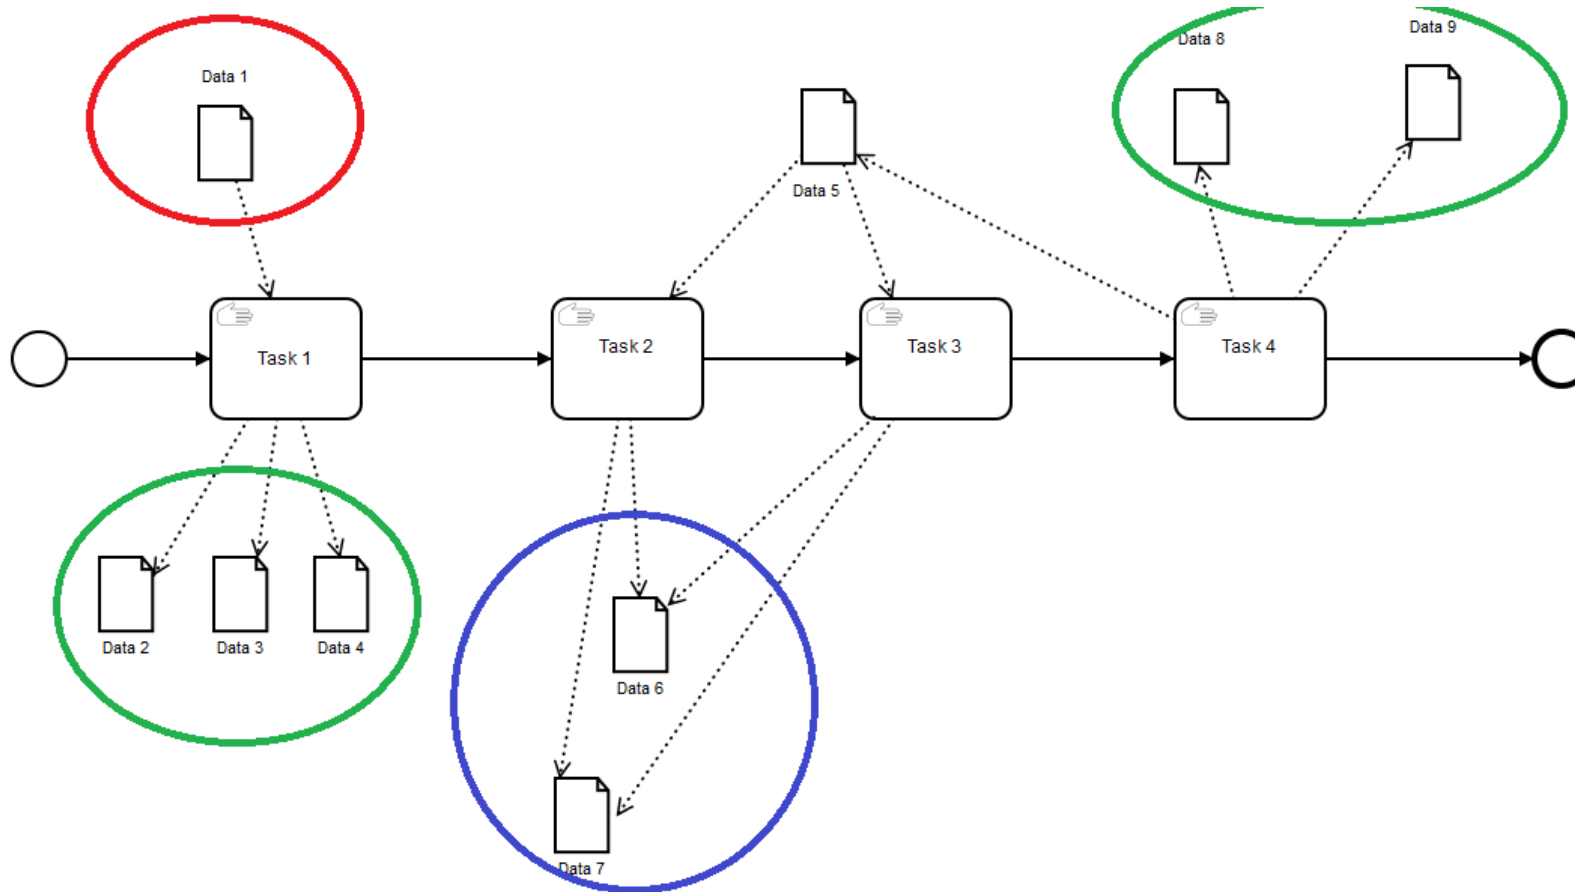 Data 1
Data 8
Data 9
Data 5
Task 1
Task 2
Task 3
Task 4
Data 2
Data 3
Data 4
Data 6
Data 7